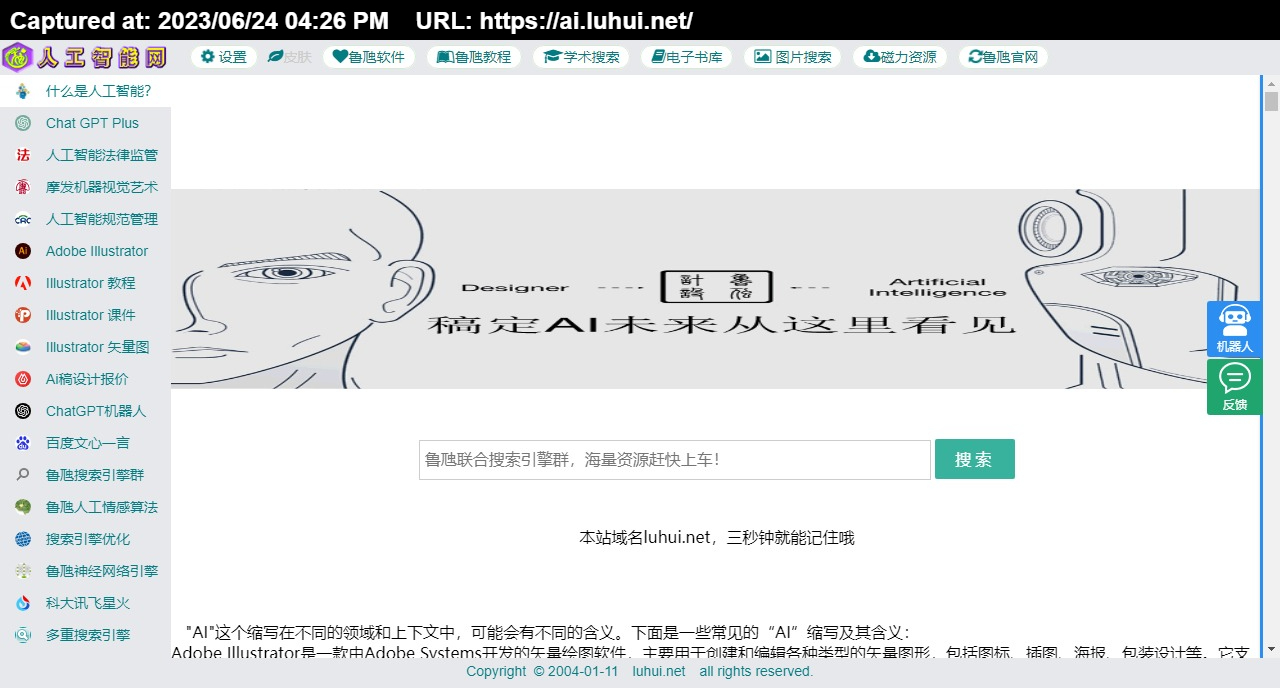 Captured at: 2023/06/24 04:26 PM URL: https://ai.luhui.net/
人工智能网
设置 皮肤 鲁虺软件 鲁虺教程 学术搜索 电子书库 图片搜索 磁力资源 鲁虺官网
什么是人工智能?
Chat GPT Plus
法 人工智能法律监管
摩发机器视觉艺术
CAC 人工智能规范管理
Ai Adobe Illustrator
Illustrator 教程
Illustrator 课件
Illustrator 矢量图
Ai稿设计报价
ChatGPT机器人
百度文心一言
鲁虺搜索引擎群
鲁虺人工情感算法
搜索引擎优化
鲁虺神经网络引擎
科大讯飞星火
多重搜索引擎
Designer
Artificial
Intelligence
稿定AI未来从这里看见
机器人
反馈
鲁虺联合搜索引擎群，海量资源赶快上车！
搜索
本站域名luhui.net，三秒钟就能记住哦
"AI"这个缩写在不同的领域和上下文中，可能会有不同的含义。下面是一些常见的“AI”缩写及其含义：
Adobe Illustrator是一款由Adobe Systems开发的矢量绘图软件，主要用于创建和编辑各种类型的矢量图形，包括图标、插图、海报、包装设计等。它支
Copyright © 2004-01-11 luhui.net all rights reserved.